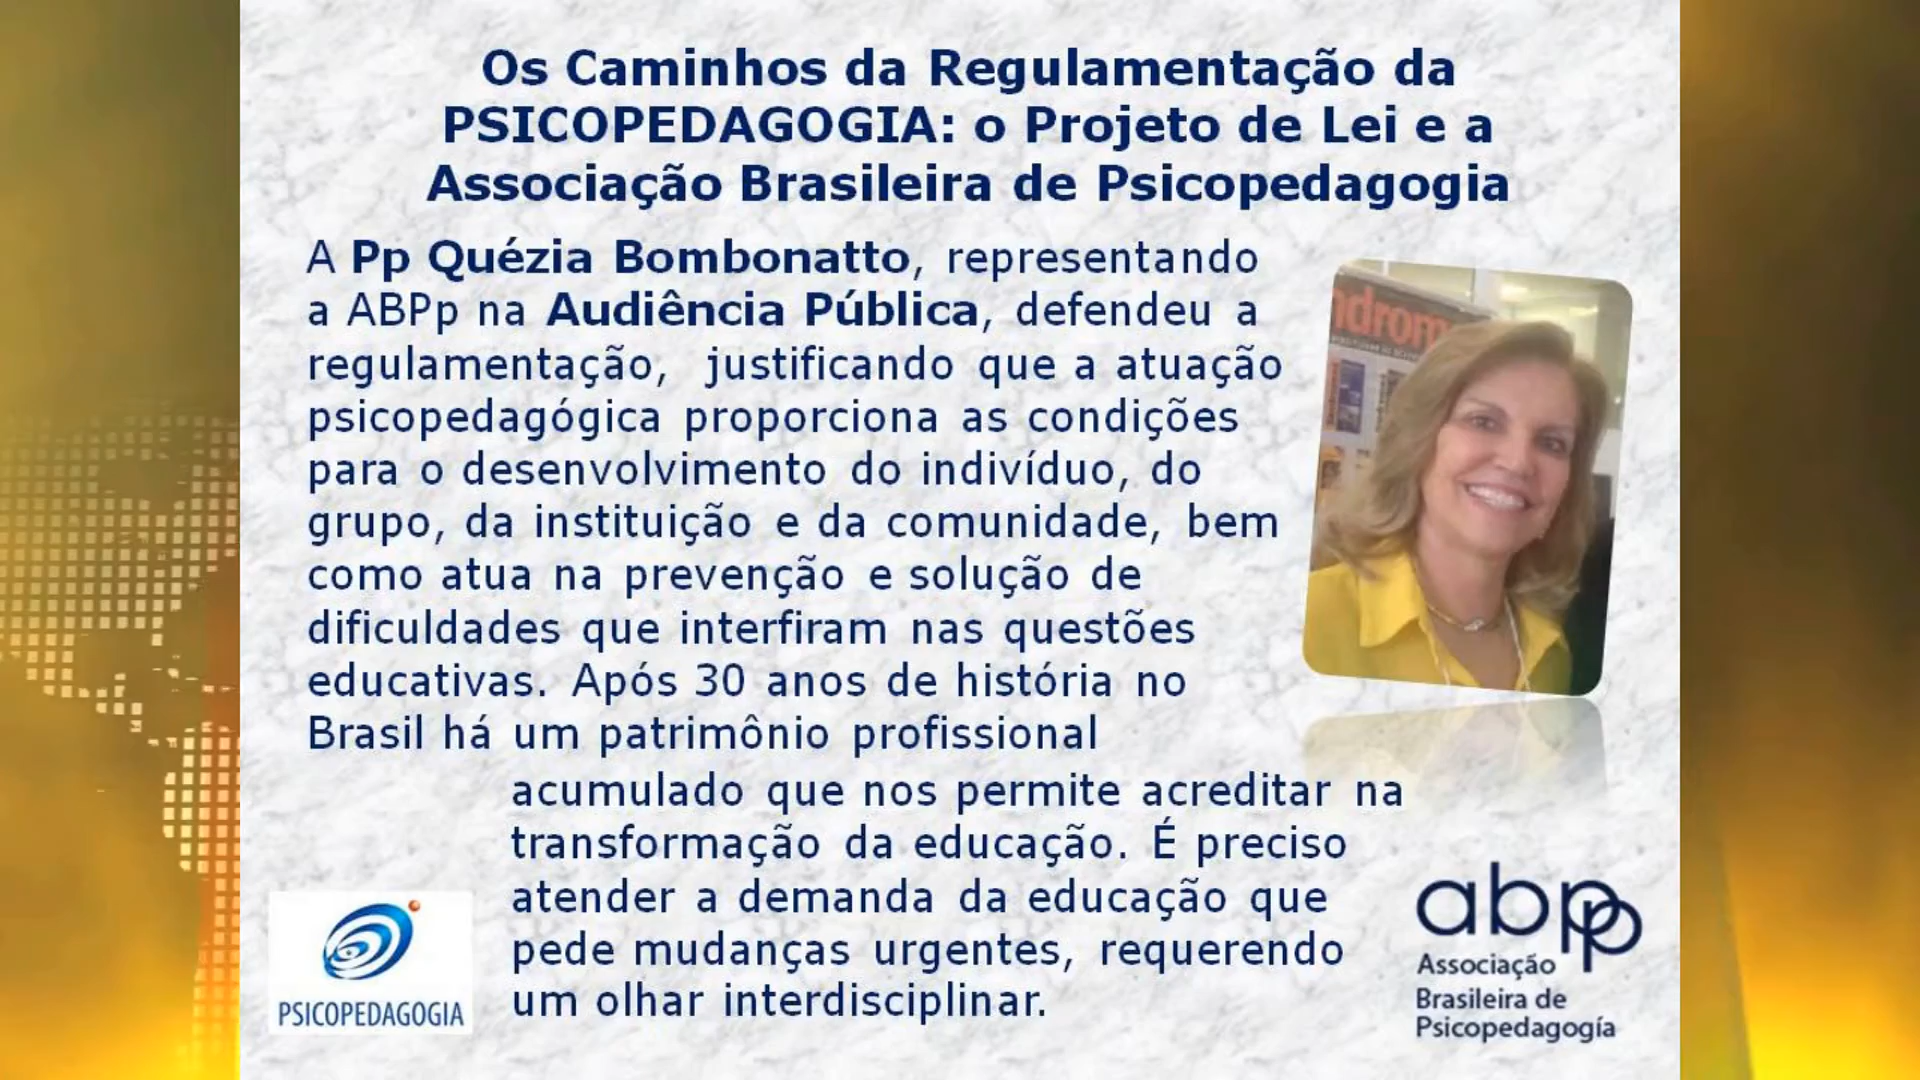 Os Caminhos da Regulamentação da
PSICOPEDAGOGIA: o Projeto de Lei e a
Associação Brasileira de Psicopedagogia
A Pp Quézia Bombonatto, representando
a ABPp na Audiência Pública, defendeu a
regulamentação, justificando que a atuação
psicopedagógica proporciona as condições
para o desenvolvimento do indivíduo, do
grupo, da instituição e da comunidade, bem
como atua na prevenção e solução de
dificuldades que interfiram nas questões
educativas. Após 30 anos de história no
Brasil há um patrimônio profissional
acumulado que nos permite acreditar na
transformação da educação. É preciso
atender a demanda da educação que
pede mudanças urgentes, requerendo
um olhar interdisciplinar.
ndrom
PSICOPEDAGOGIA
abpp
Associação
Brasileira de
Psicopedagogia